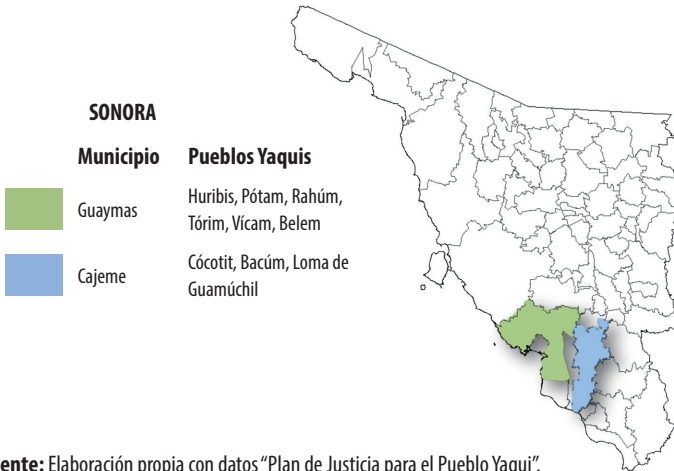 SONORA
Municipio Pueblos Yaquis
Guaymas
Huribis, Pótam, Rahúm,
Tórim, Vícam, Belem
Cajeme
Cócotit, Bacúm, Loma de
Guamúchil
ente: Elaboración propia con datos “Plan de Justicia para el Pueblo Yaqui”.